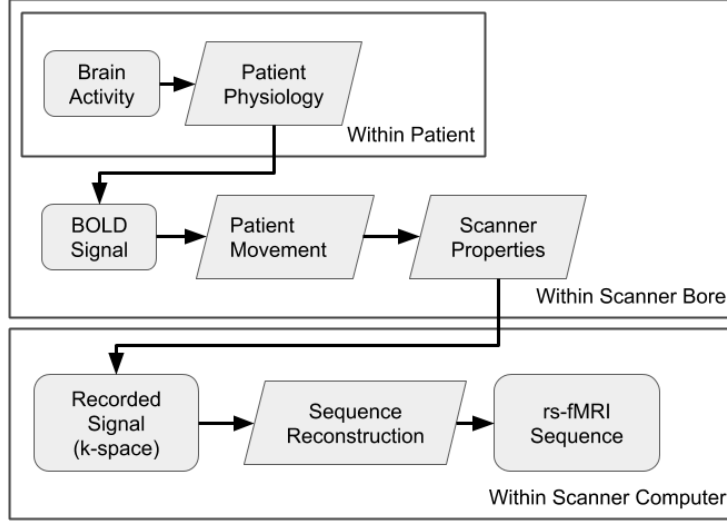 Brain
Activity
Patient
Physiology
Within Patient
BOLD
Signal
Patient
Movement
Scanner
Properties
Within Scanner Bore
Recorded
Signal
(k-space)
Sequence
Reconstruction
rs-fMRI
Sequence
Within Scanner Computer